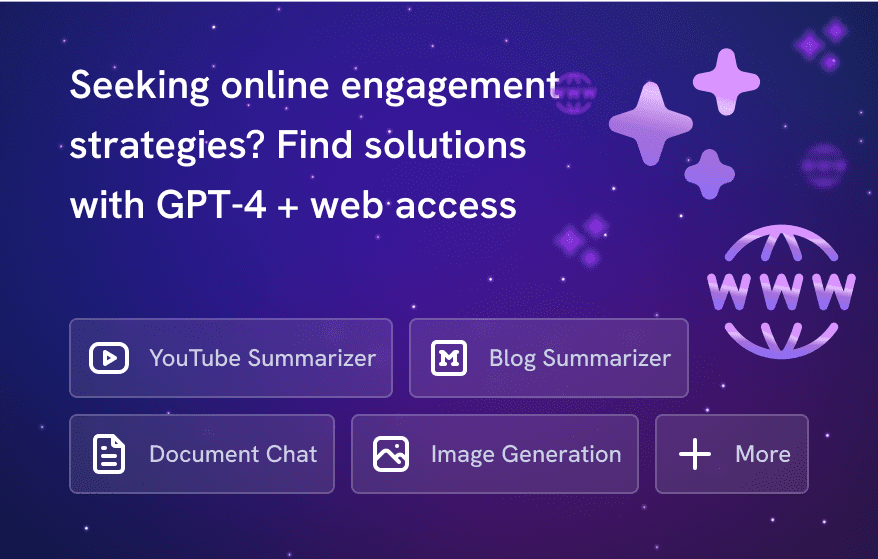 Seeking online engagement
strategies? Find solutions
with GPT-4 + web access
WWW
YouTube Summarizer
M Blog Summarizer
Document Chat
Image Generation
More